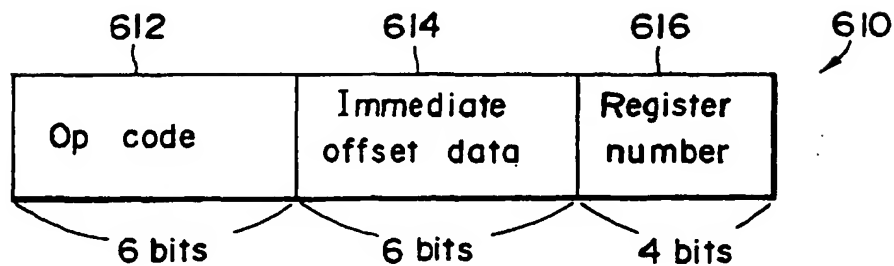 612 614 616 610
Op code
Immediate offset data
Register number
6 bits 6 bits 4 bits